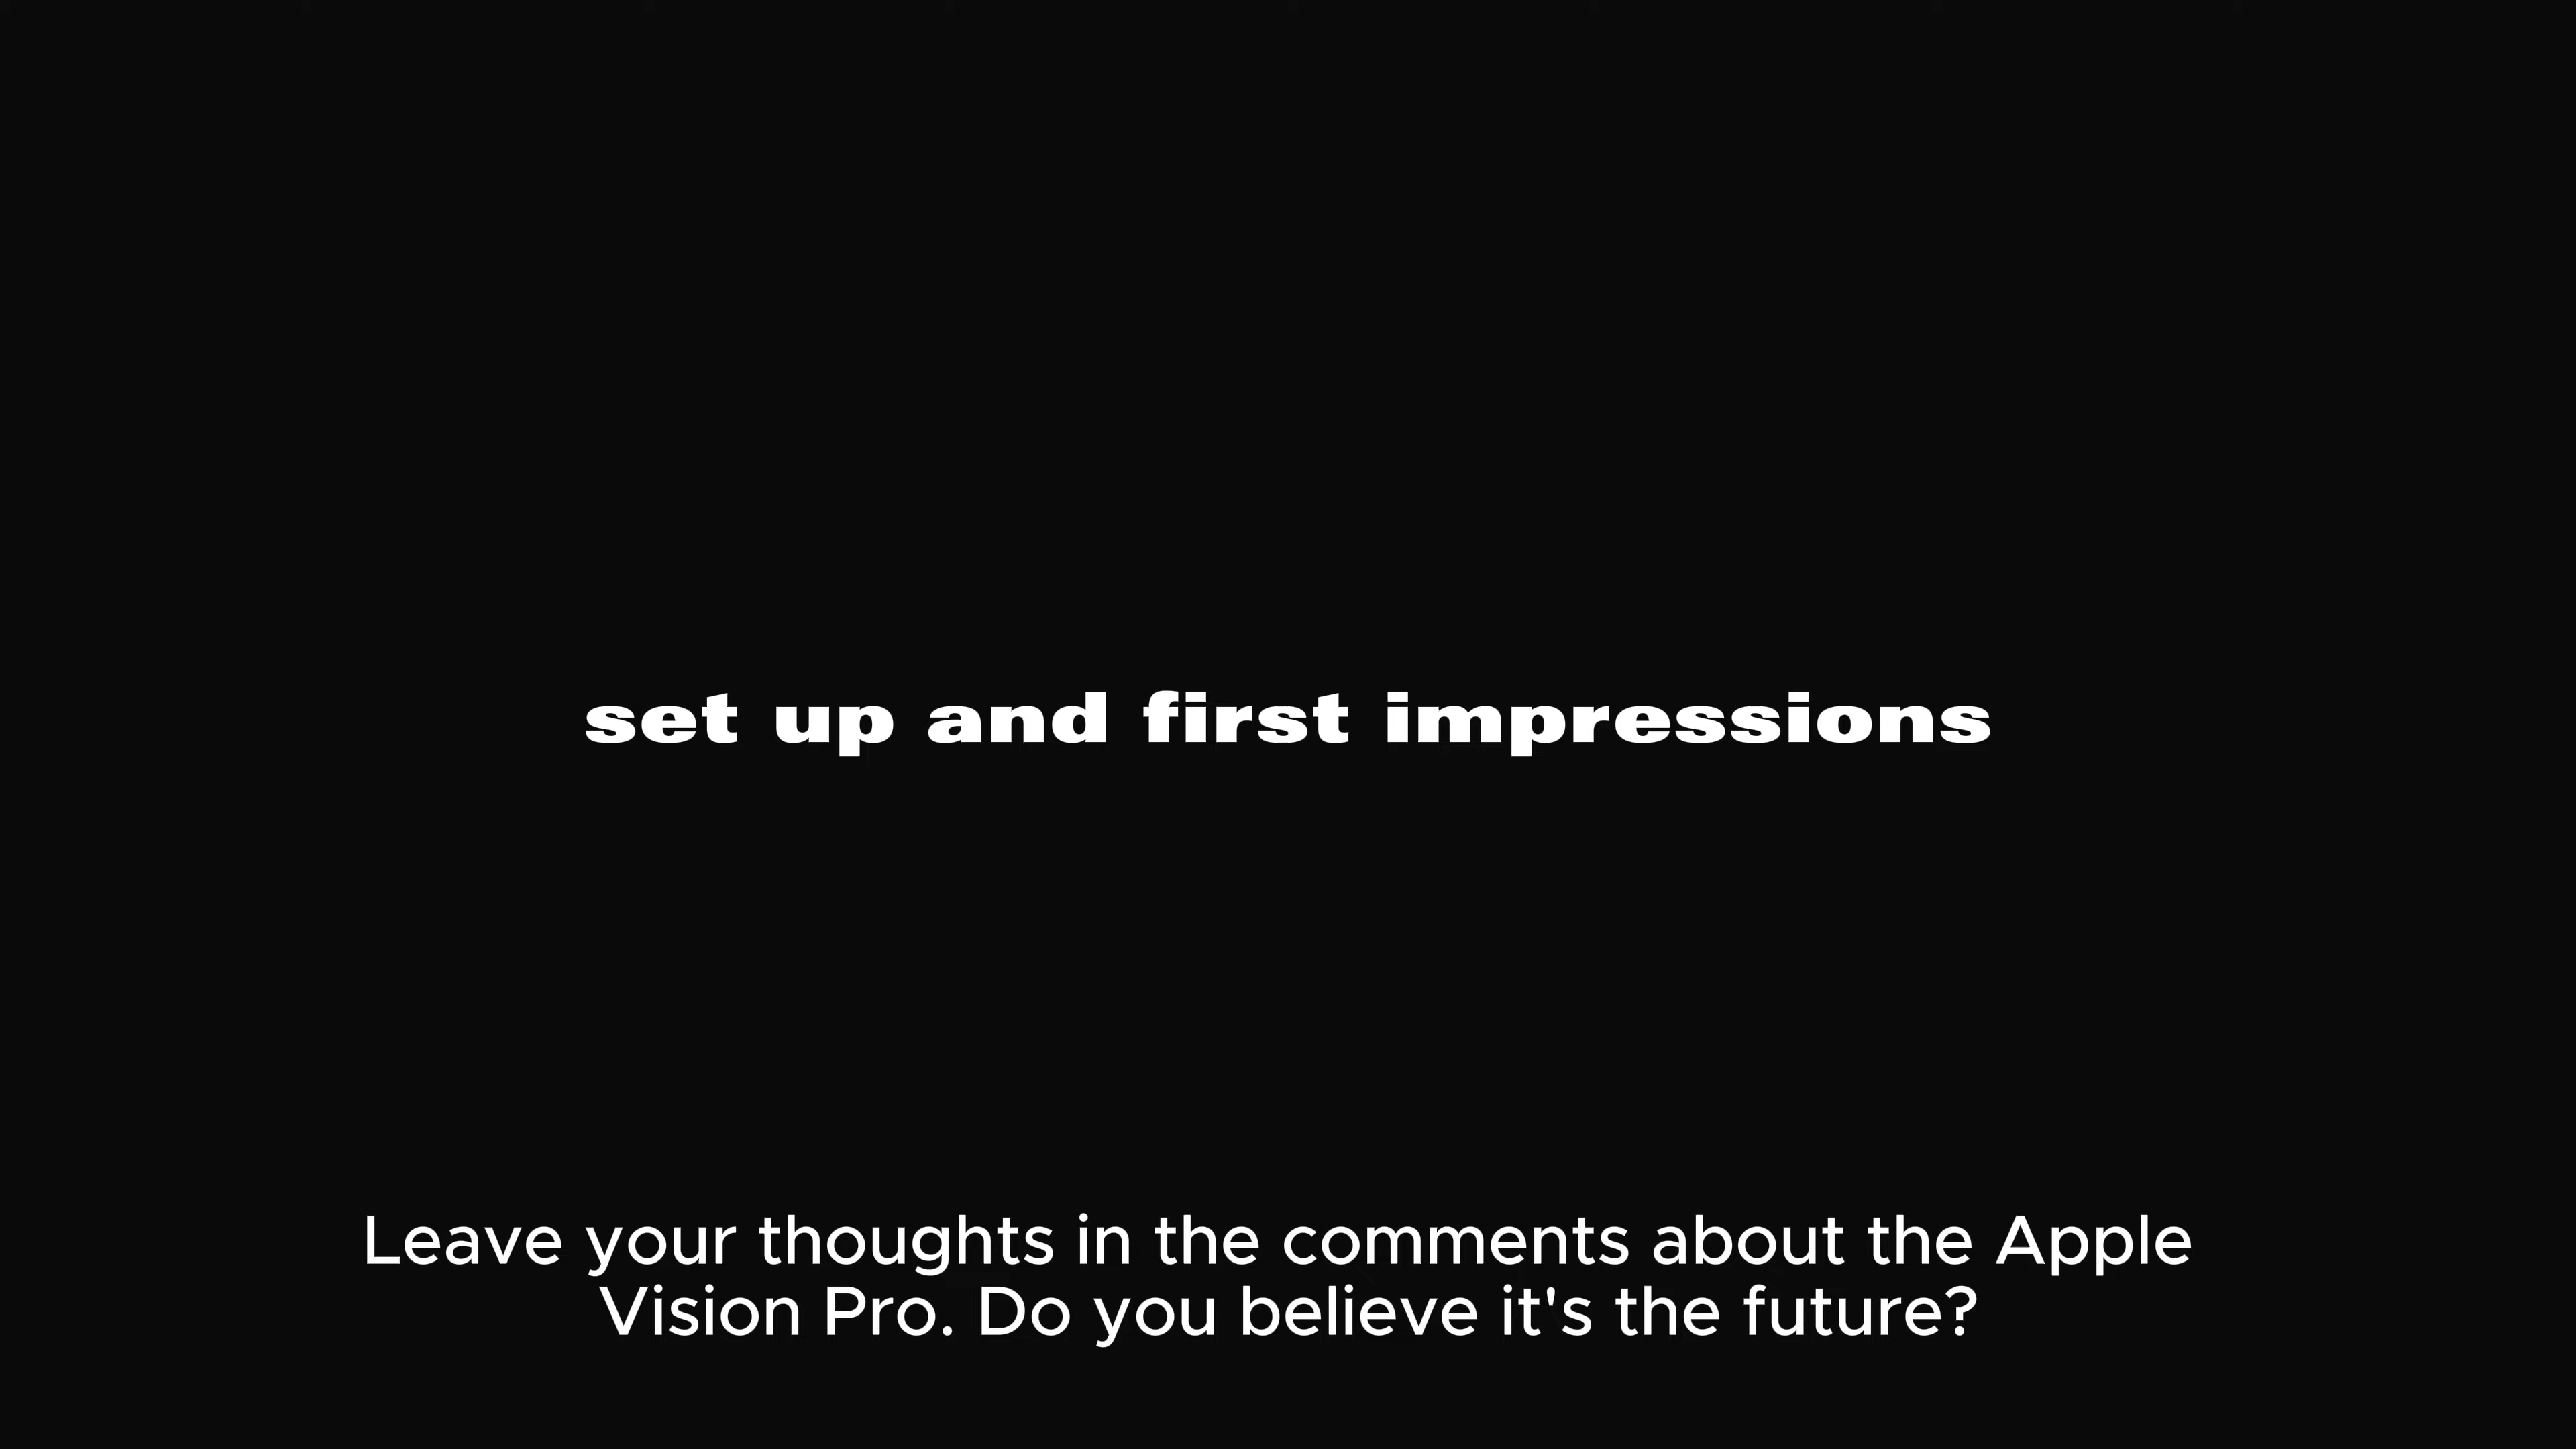 set up and first impressions
Leave your thoughts in the comments about the Apple
Vision Pro. Do you believe it's the future?